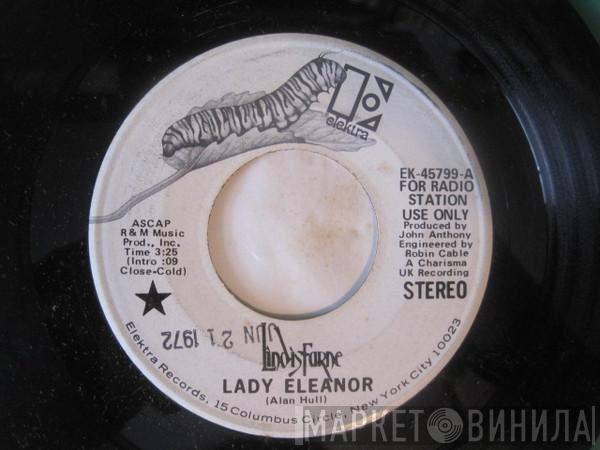 elektra
EK-45799-A
FOR RADIO
STATION
USE ONLY
Produced by
John Anthony
Engineered by
Robin Cable
A Charisma
UK Recording
STEREO
ASCAP
R & M Music
Prod., Inc.
Time 3:25
(Intro :09
Close-Cold)
JUN 21 1972
Lindisfarne
LADY ELEANOR
(Alan Hull)
Elektra Records, 15 Columbus Circle, New York City 10023
МАРКЕТ ВИНИЛА